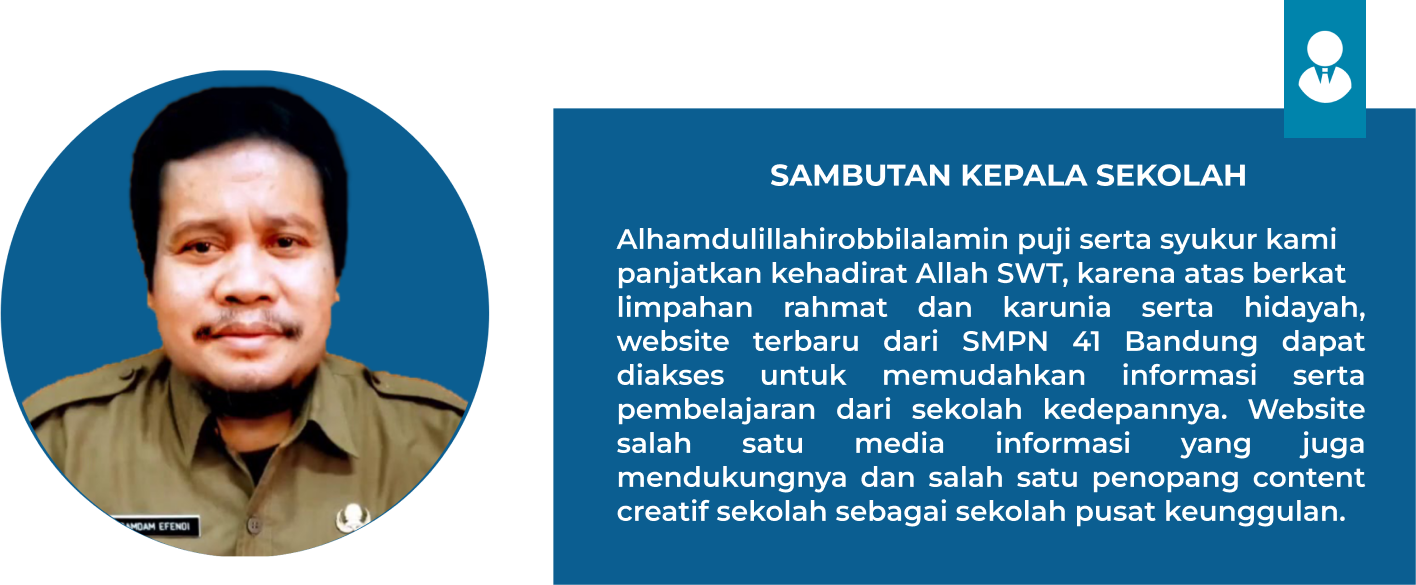 SAMBUTAN KEPALA SEKOLAH
Alhamdulillahirobbilalamin puji serta syukur kami
panjatkan kehadirat Allah SWT, karena atas berkat
limpahan rahmat dan karunia serta hidayah,
website terbaru dari SMPN 41 Bandung dapat
diakses untuk memudahkan informasi serta
pembelajaran dari sekolah kedepannya. Website
salah satu media informasi yang juga
mendukungnya dan salah satu penopang content
creatif sekolah sebagai sekolah pusat keunggulan.
EFENDI